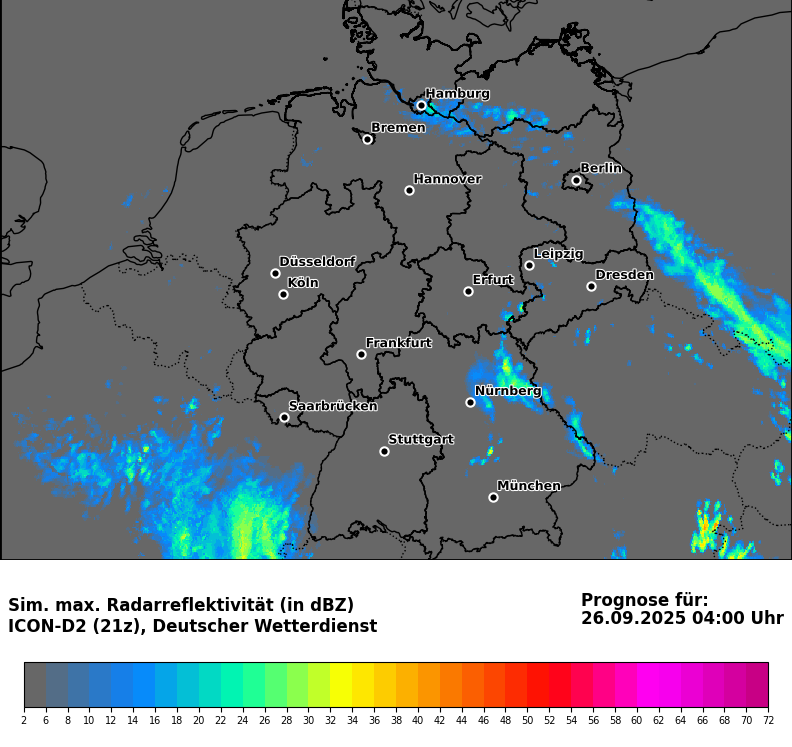 Hamburg
Bremen
Berlin
Hannover
Leipzig
Düsseldorf
Dresden
Köln
Erfurt
Frankfurt
Nürnberg
Saarbrücken
Stuttgart
München
Sim. max. Radarreflektivität (in dBZ)
ICON-D2 (21z), Deutscher Wetterdienst
Prognose für:
26.09.2025 04:00 Uhr
2 6 8 10 12 14 16 18 20 22 24 26 28 30 32 34 36 38 40 42 44 46 48 50 52 54 56 58 60 62 64 66 68 70 72